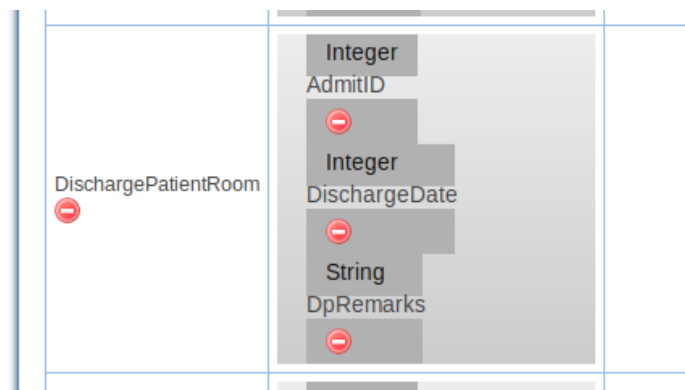 DischargePatientRoom
Integer
AdmitID
Integer
DischargeDate
String
DpRemarks